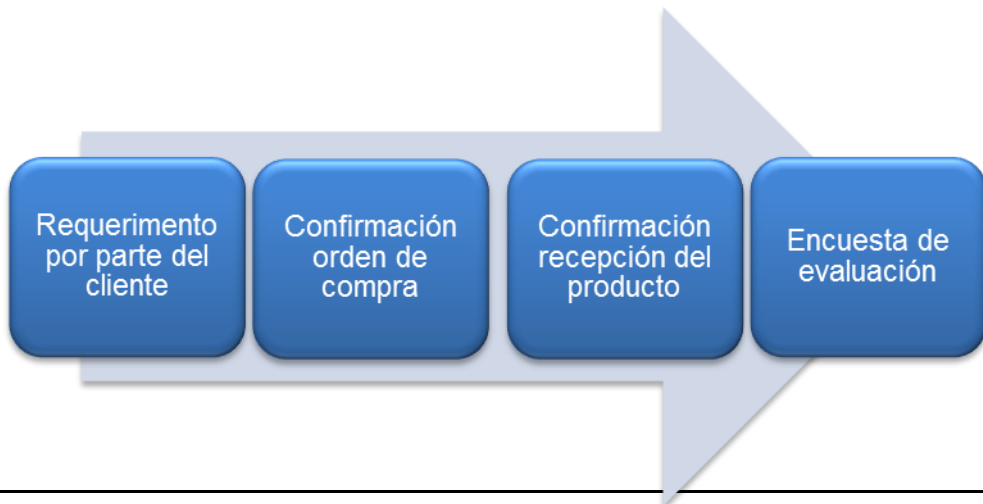 Requerimento
por parte del
cliente
Confirmación
orden de
compra
Confirmación
recepción del
producto
Encuesta de
evaluación